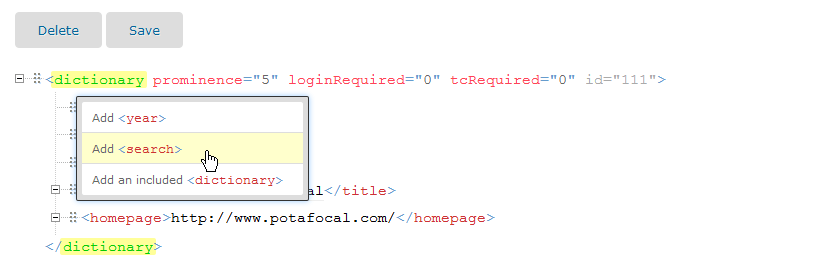 Delete Save
<dictionary prominence="5" loginRequired="0" tcRequired="0" id="111">
Add <year>
Add <search>
Add an included <dictionary>
al</title>
<homepage>http://www.potafocal.com/</homepage>
</dictionary>